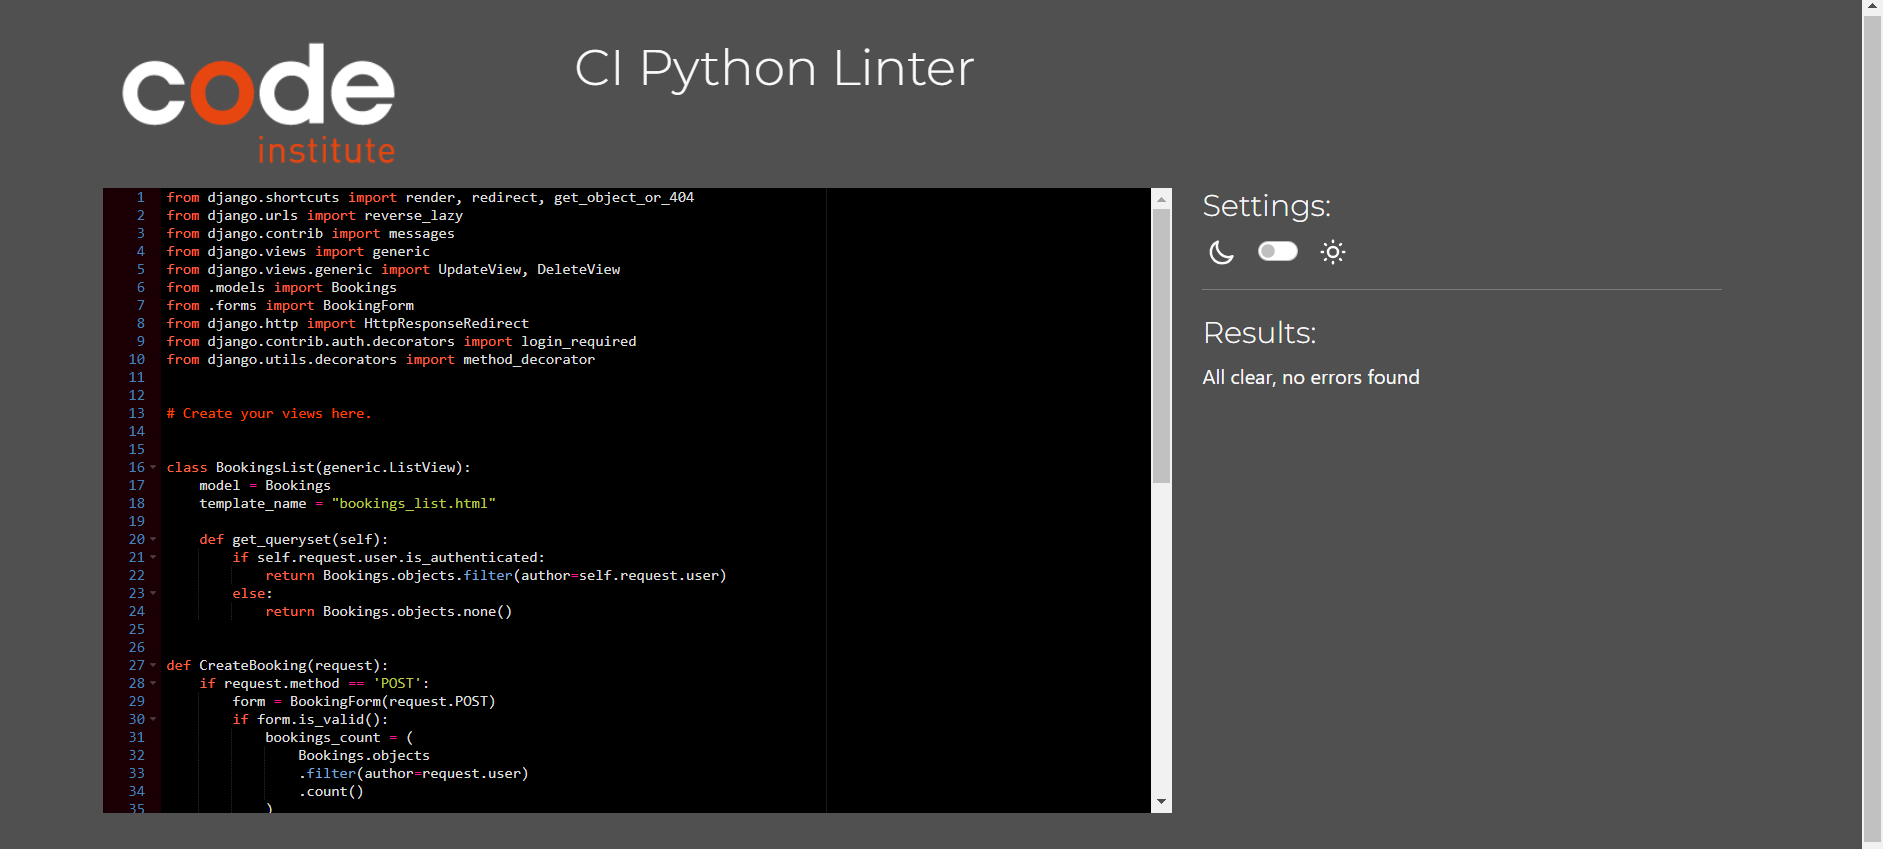 code
institute
CI Python Linter
1 from django.shortcuts import render, redirect, get_object_or_404
2 from django.urls import reverse_lazy
3 from django.contrib import messages
4 from django.views import generic
5 from django.views.generic import UpdateView, DeleteView
6 from .models import Bookings
7 from .forms import BookingForm
8 from django.http import HttpResponseRedirect
9 from django.contrib.auth.decorators import login_required
10 from django.utils.decorators import method_decorator
11
12
13 # Create your views here.
14
15
16 class BookingsList(generic.ListView):
17     model = Bookings
18     template_name = "bookings_list.html"
19
20     def get_queryset(self):
21         if self.request.user.is_authenticated:
22             return Bookings.objects.filter(author=self.request.user)
23         else:
24             return Bookings.objects.none()
25
26
27 def CreateBooking(request):
28     if request.method == 'POST':
29         form = BookingForm(request.POST)
30         if form.is_valid():
31             bookings_count = (
32                 Bookings.objects
33                 .filter(author=request.user)
34                 .count()
35             )
Settings:
Results:
All clear, no errors found